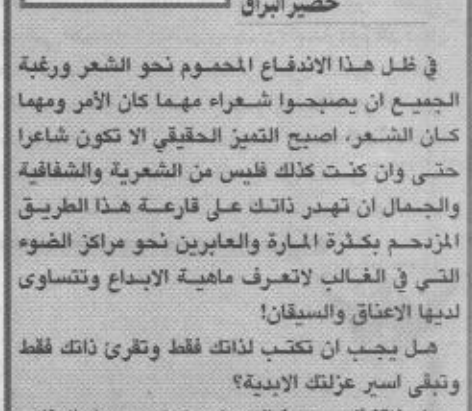 خضير البراق
في ظل هذا الاندفاع المحموم نحو الشعر ورغبة
الجميع ان يصبحوا شعراء مهما كان الأمر ومهما
كان الشعر، اصبح التميز الحقيقي الا تكون شاعرا
حتى وان كنت كذلك فليس من الشعرية والشفافية
والجمال ان تهدر ذاتك على قارعة هذا الطريق
المزدحم بكثرة المارة والعابرين نحو مراكز الضوء
التي في الغالب لاتعرف ماهية الابداع وتتساوى
لديها الاعناق والسيقان!
هل يجب ان تكتب لذاتك فقط وتقرئ ذاتك فقط
وتبقى اسير عزلتك الابدية؟